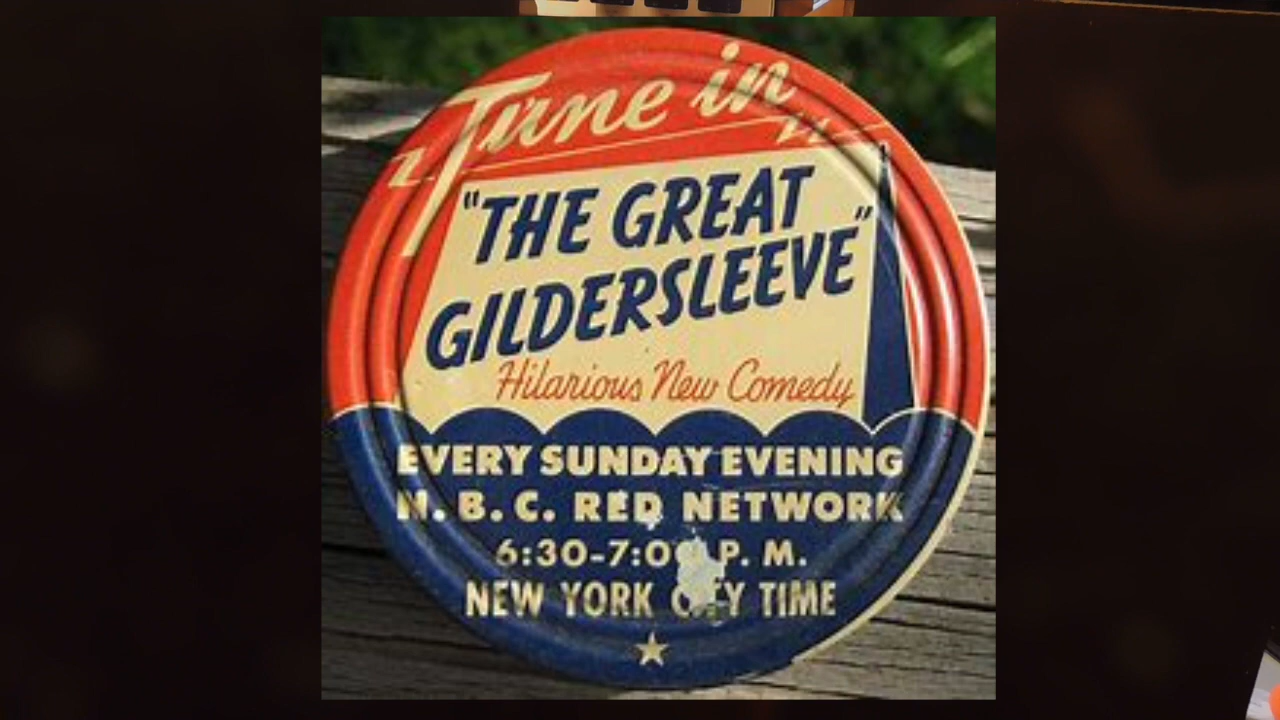 Tune in
"THE GREAT
GILDERSLEEVE"
Hilarious New Comedy
EVERY SUNDAY EVENING
N. B. C. RED NETWORK
6:30-7:00 P. M.
NEW YORK CITY TIME